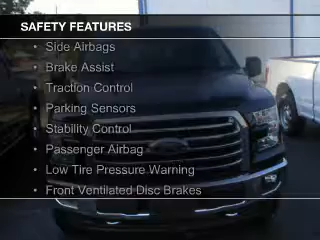 SAFETY FEATURES
• Side Airbags
• Brake Assist
• Traction Control
• Parking Sensors
• Stability Control
• Passenger Airbag
• Low Tire Pressure Warning
• Front Ventilated Disc Brakes